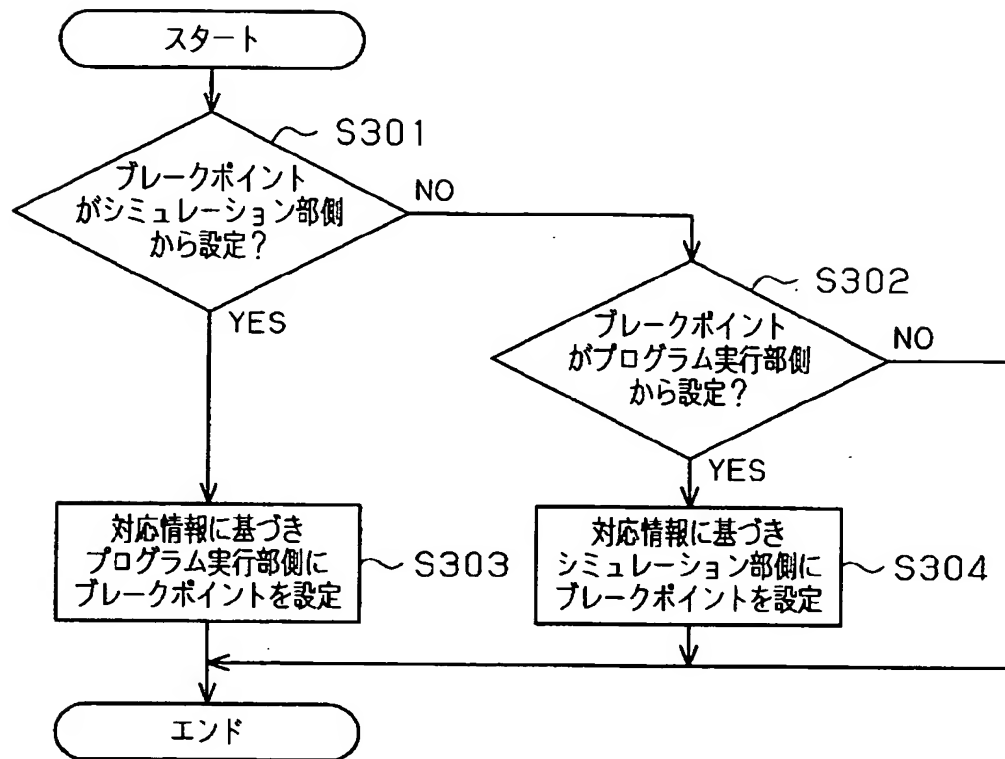 スタート
S301
ブレークポイント
がシミュレーション部側
から設定？
NO
YES
S302
ブレークポイント
がプログラム実行部側
から設定？
NO
YES
対応情報に基づき
プログラム実行部側に
ブレークポイントを設定
S303
対応情報に基づき
シミュレーション部側に
ブレークポイントを設定
S304
エンド